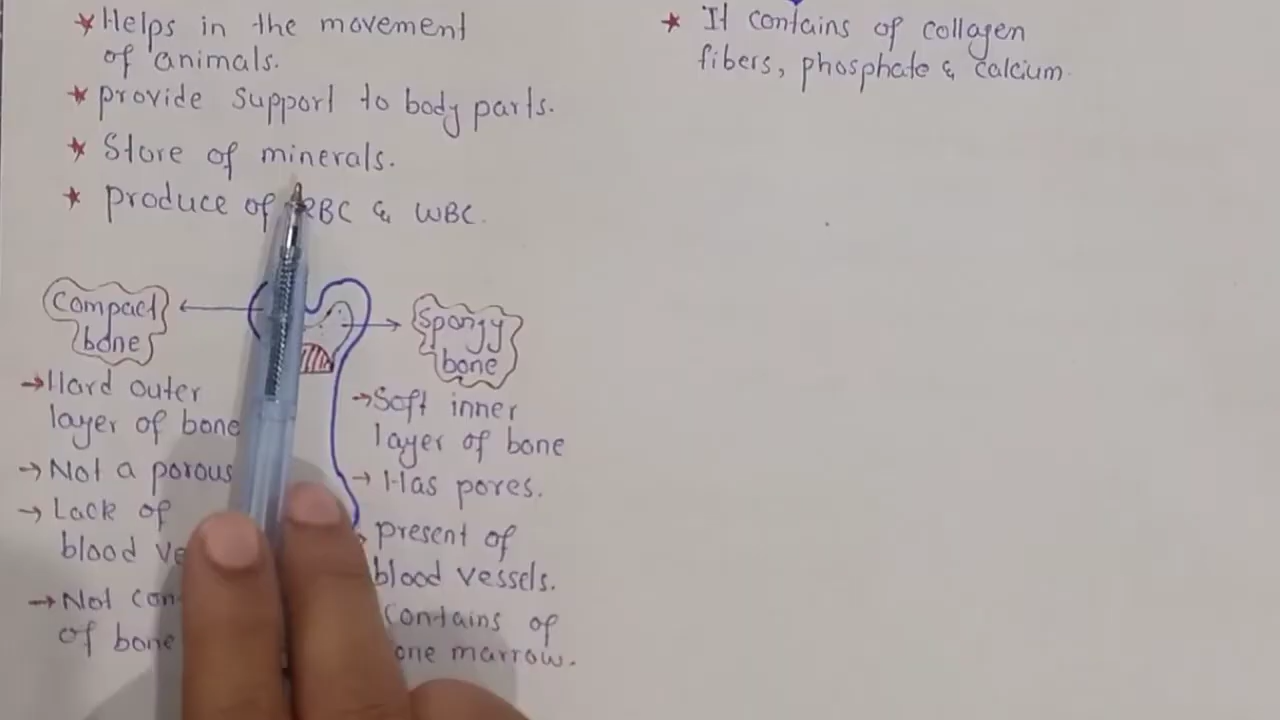 Helps in the movement
of animals.
provide support to body parts.
Store of minerals.
produce of RBC & WBC.
It contains of collagen
fibers, phosphate & calcium.
Compact
bone
Hard outer
layer of bone
Not a porous
Lack of
blood
Not
of bone
Spongy
bone
Soft inner
layer of bone
Has pores.
present of
blood vessels.
contains of
marrow.